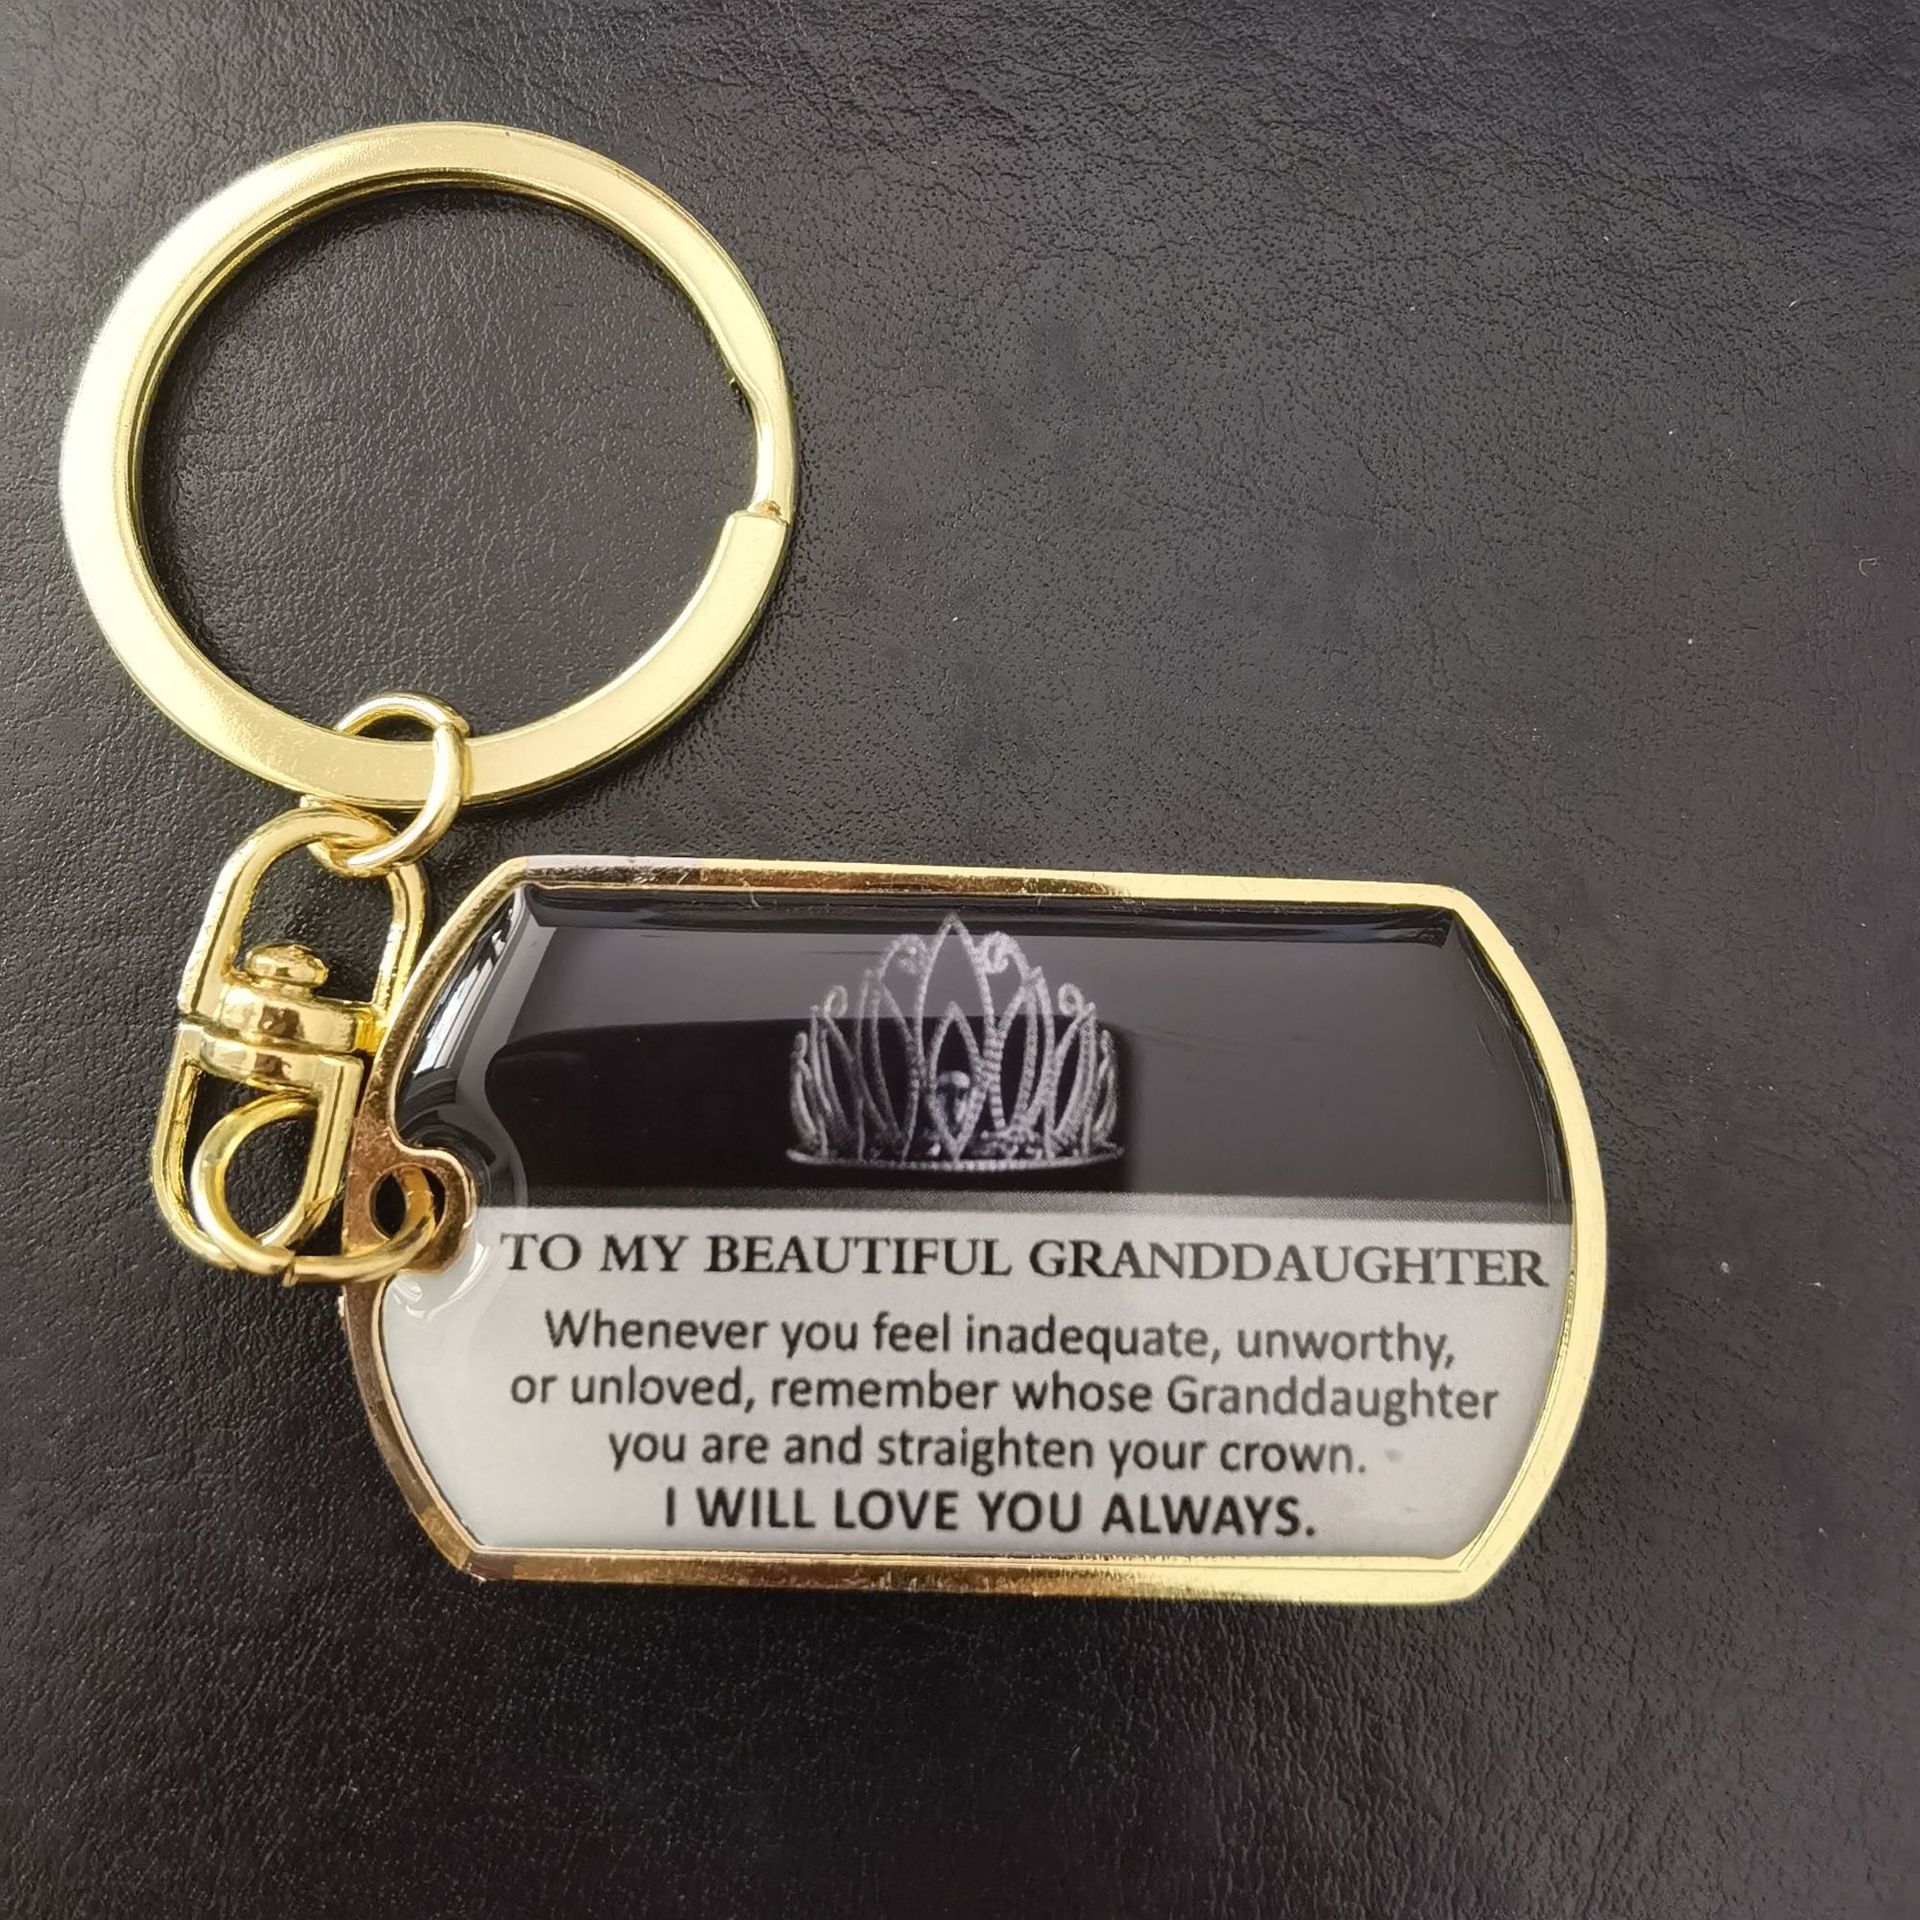 TO MY BEAUTIFUL GRANDDAUGHTER
Whenever you feel inadequate, unworthy,
or unloved, remember whose Granddaughter
you are and straighten your crown.
I WILL LOVE YOU ALWAYS.